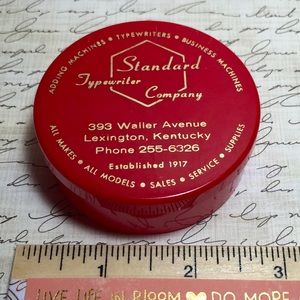 ADDING MACHINES • TYPEWRITERS • BUSINESS MACHINES
Standard
Typewriter
Company
393 Waller Avenue
Lexington, Kentucky
Phone 255-6326
Established 1917
ALL MAKES • ALL MODELS • SALES • SERVICE • SUPPLIES
1
2
3
LIVE LIFE IN BLOOM DO MORE